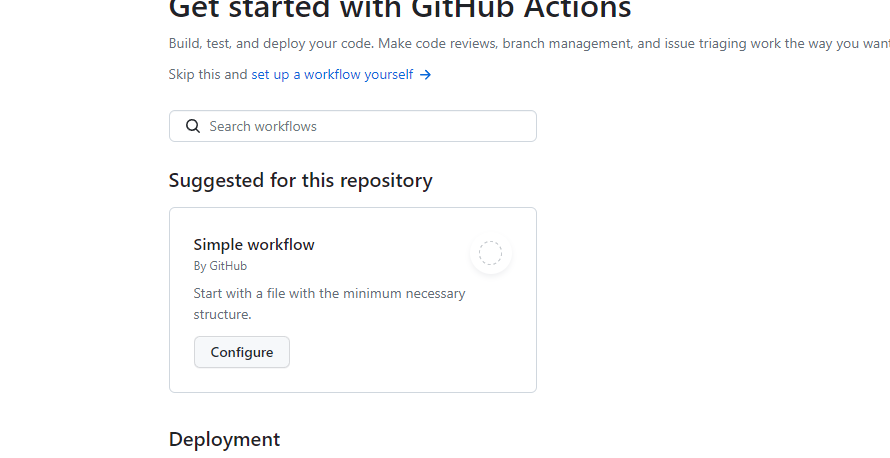 Get started with GitHub Actions
Build, test, and deploy your code. Make code reviews, branch management, and issue triaging work the way you want
Skip this and set up a workflow yourself →
Search workflows
Suggested for this repository
Simple workflow
By GitHub
Start with a file with the minimum necessary
structure.
Configure
Deployment